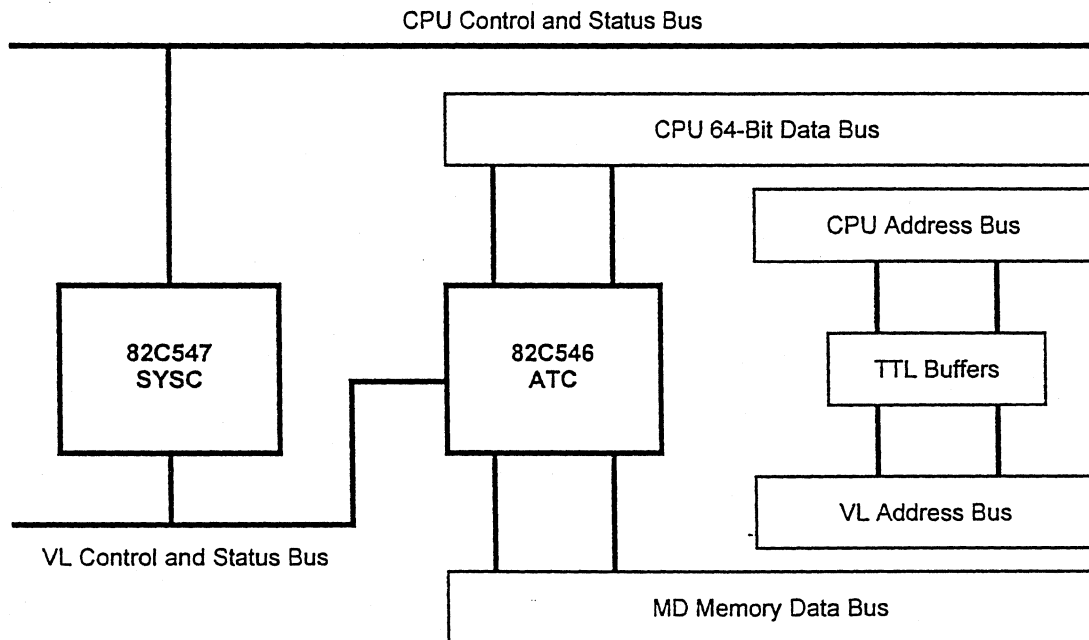 CPU Control and Status Bus
CPU 64-Bit Data Bus
CPU Address Bus
82C547
SYSC
82C546
ATC
TTL Buffers
VL Address Bus
VL Control and Status Bus
MD Memory Data Bus